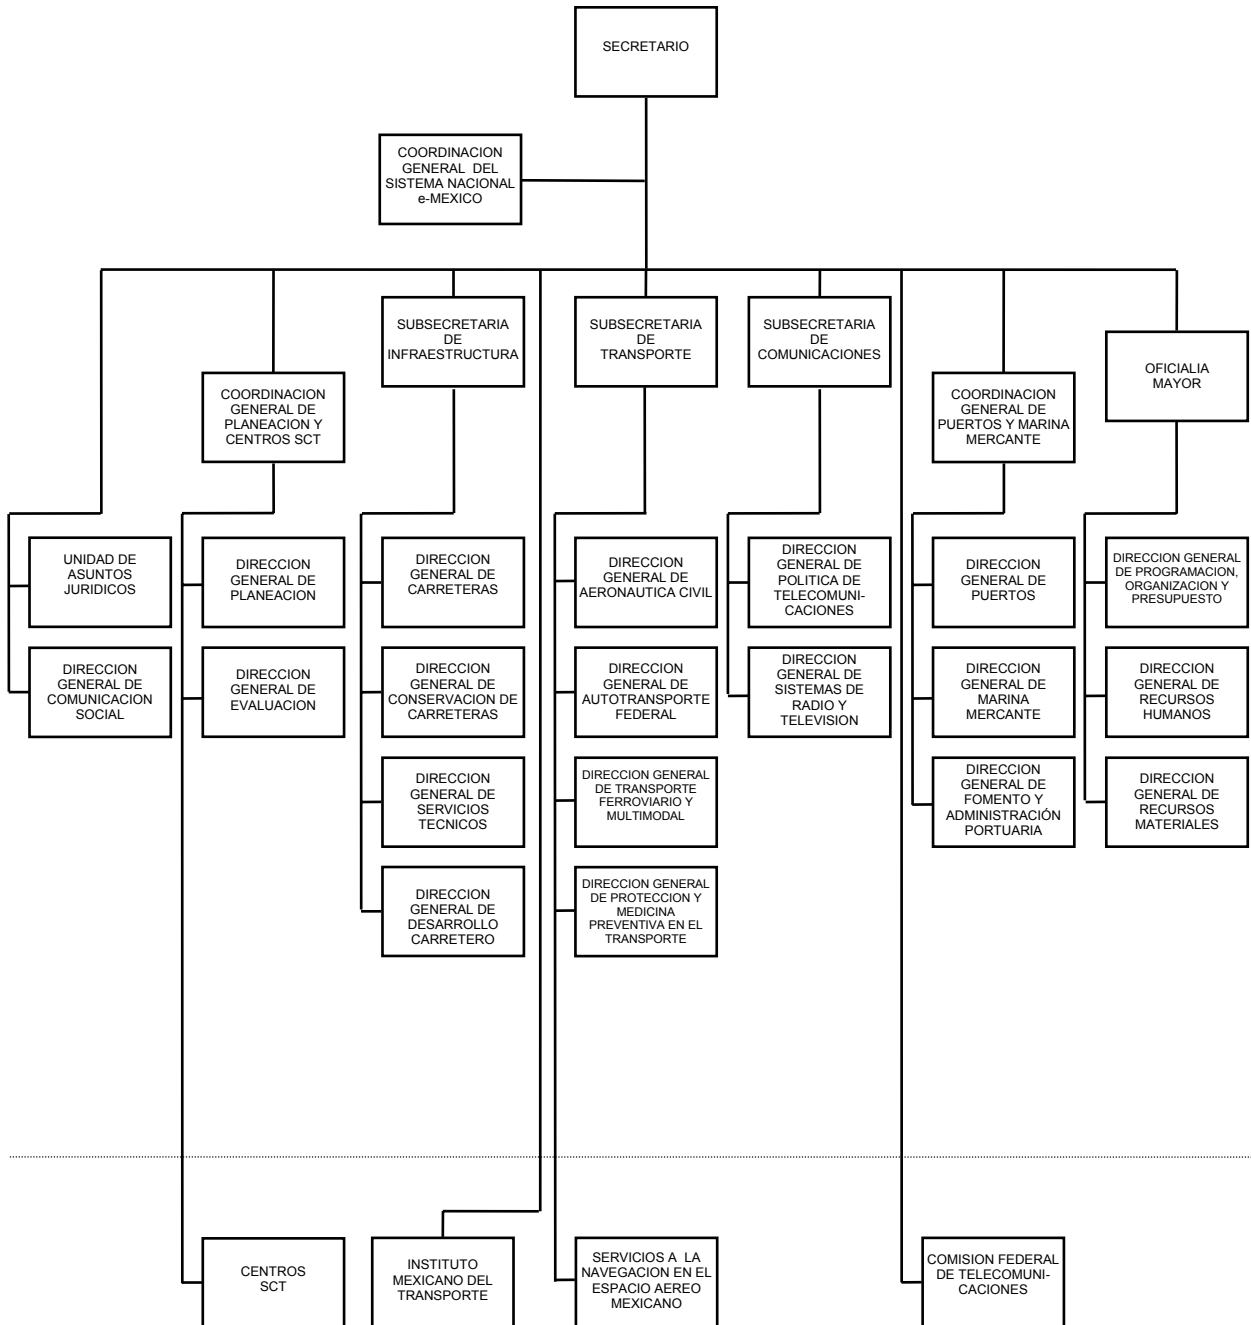 SECRETARIO
COORDINACION
GENERAL DEL
SISTEMA NACIONAL
e-MEXICO
SUBSECRETARIA
DE
INFRAESTRUCTURA
SUBSECRETARIA
DE
TRANSPORTE
SUBSECRETARIA
DE
COMUNICACIONES
OFICIALIA
MAYOR
COORDINACION
GENERAL DE
PLANEACION Y
CENTROS SCT
COORDINACION
GENERAL DE
PUERTOS Y MARINA
MERCANTE
UNIDAD DE
ASUNTOS
JURIDICOS
DIRECCION
GENERAL DE
PLANEACION
DIRECCION
GENERAL DE
CARRETERAS
DIRECCION
GENERAL DE
AERONAUTICA CIVIL
DIRECCION
GENERAL DE
POLITICA DE
TELECOMUNI-
CACIONES
DIRECCION
GENERAL DE
PUERTOS
DIRECCION GENERAL
DE PROGRAMACION,
ORGANIZACION Y
PRESUPUESTO
DIRECCION
GENERAL DE
COMUNICACION
SOCIAL
DIRECCION
GENERAL DE
EVALUACION
DIRECCION
GENERAL DE
CONSERVACION DE
CARRETERAS
DIRECCION
GENERAL DE
AUTOTRANSPORTE
FEDERAL
DIRECCION
GENERAL DE
SISTEMAS DE
RADIO Y
TELEVISION
DIRECCION
GENERAL DE
MARINA
MERCANTE
DIRECCION
GENERAL DE
RECURSOS
HUMANOS
DIRECCION
GENERAL DE
SERVICIOS
TECNICOS
DIRECCION GENERAL
DE TRANSPORTE
FERROVIARIO Y
MULTIMODAL
DIRECCION
GENERAL DE
FOMENTO Y
ADMINISTRACIÓN
PORTUARIA
DIRECCION
GENERAL DE
RECURSOS
MATERIALES
DIRECCION
GENERAL DE
DESARROLLO
CARRETERO
DIRECCION GENERAL
DE PROTECCION Y
MEDICINA
PREVENTIVA EN EL
TRANSPORTE
CENTROS
SCT
INSTITUTO
MEXICANO DEL
TRANSPORTE
SERVICIOS A LA
NAVEGACION EN EL
ESPACIO AEREO
MEXICANO
COMISION FEDERAL
DE TELECOMUNI-
CACIONES